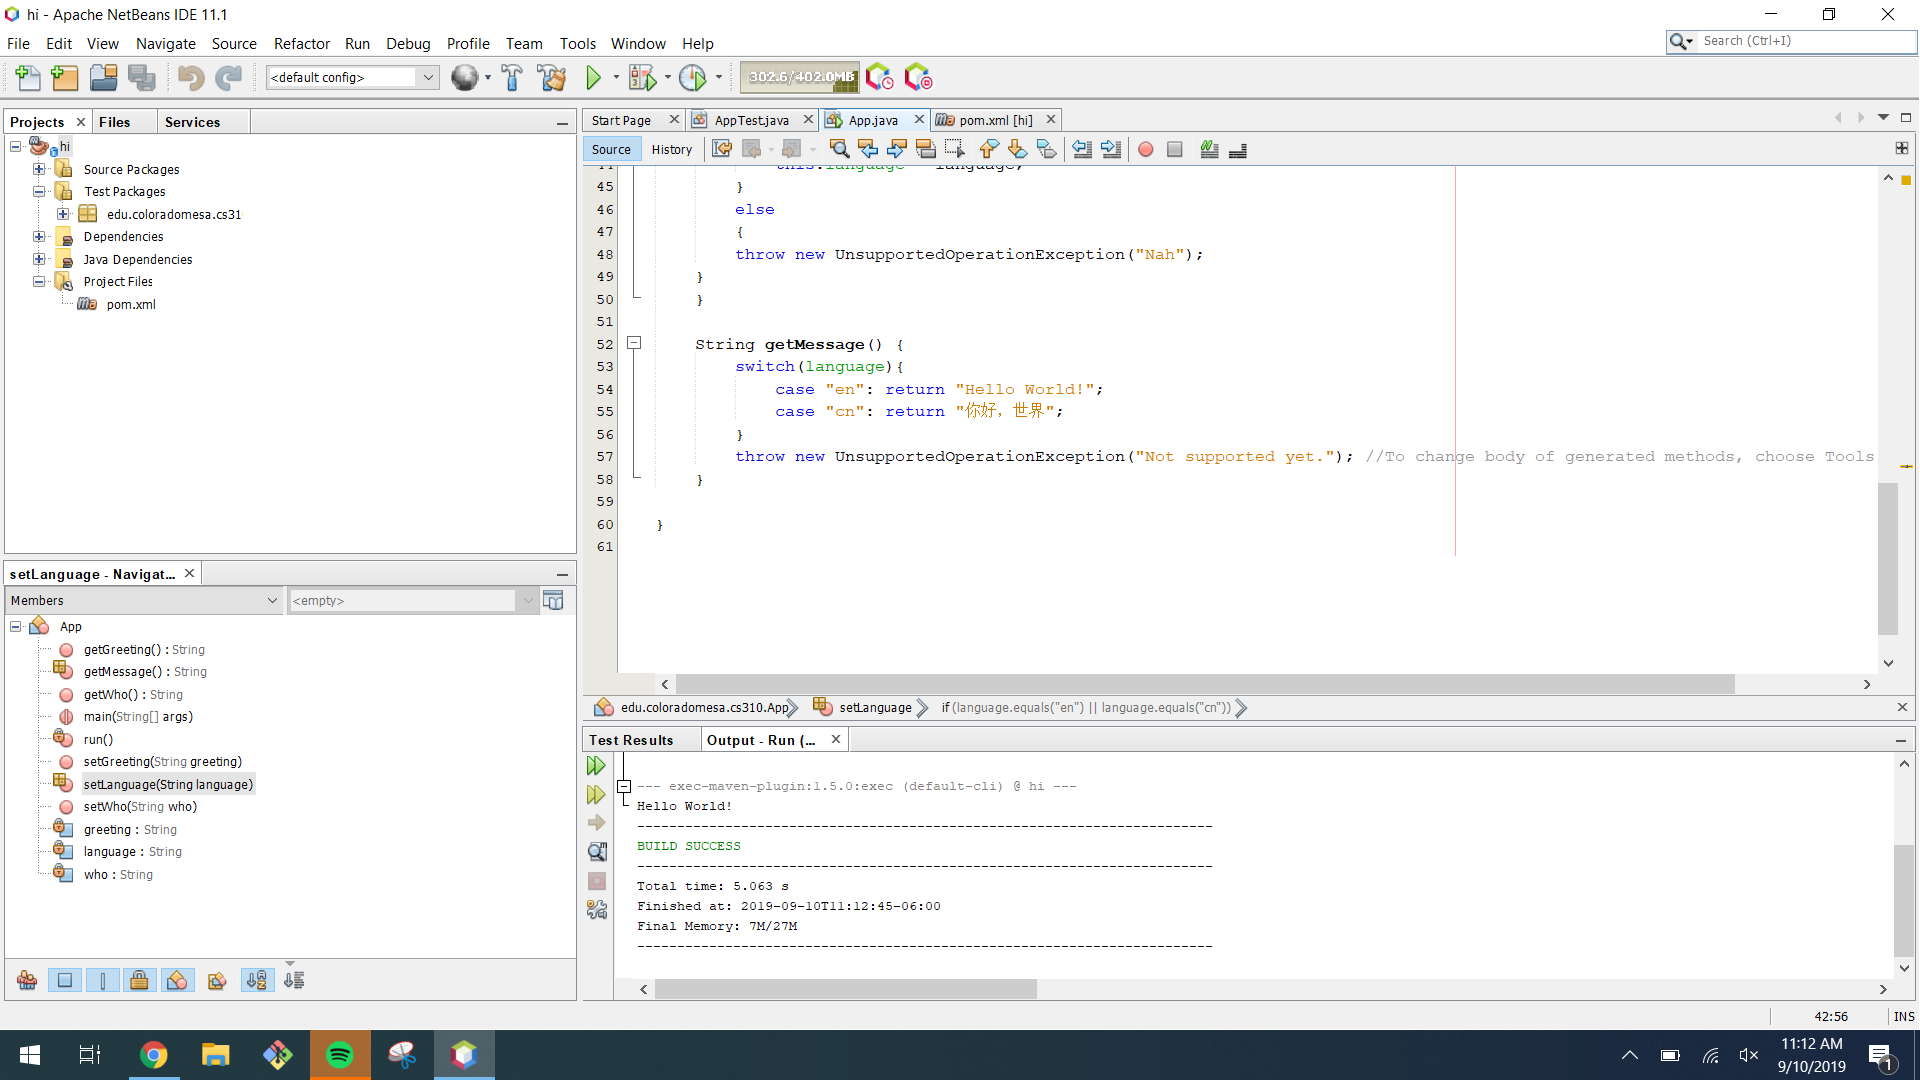 hi - Apache NetBeans IDE 11.1
File Edit View Navigate Source Refactor Run Debug Profile Team Tools Window Help
Search (Ctrl+I)
<default config>
302.6/402.0MB
Projects Files Services
hi
Source Packages
Test Packages
edu.coloradomesa.cs31
Dependencies
Java Dependencies
Project Files
pom.xml
setLanguage - Navigat...
Members
<empty>
App
getGreeting() : String
getMessage() : String
getWho() : String
main(String[] args)
run()
setGreeting(String greeting)
setLanguage(String language)
setWho(String who)
greeting : String
language : String
who : String
Start Page AppTest.java App.java pom.xml [hi]
Source History
44 this.language = language;
45 }
46 else
47 {
48 throw new UnsupportedOperationException("Nah");
49 }
50 }
51
52 String getMessage() {
53 switch(language){
54 case "en": return "Hello World!";
55 case "cn": return "你好，世界";
56 }
57 throw new UnsupportedOperationException("Not supported yet."); //To change body of generated methods, choose Tools
58 }
59
60 }
61
edu.coloradomesa.cs310.App setLanguage if (language.equals("en") || language.equals("cn"))
Test Results Output - Run (...
--- exec-maven-plugin:1.5.0:exec (default-cli) @ hi ---
Hello World!
------------------------------------------------------------------------
BUILD SUCCESS
------------------------------------------------------------------------
Total time: 5.063 s
Finished at: 2019-09-10T11:12:45-06:00
Final Memory: 7M/27M
------------------------------------------------------------------------
42:56 INS
11:12 AM
9/10/2019
1